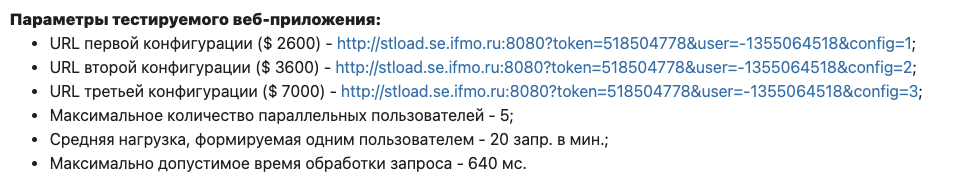 Параметры тестируемого веб-приложения:
• URL первой конфигурации ($ 2600) - http://stload.se.ifmo.ru:8080?token=518504778&user=-1355064518&config=1;
• URL второй конфигурации ($ 3600) - http://stload.se.ifmo.ru:8080?token=518504778&user=-1355064518&config=2;
• URL третьей конфигурации ($ 7000) - http://stload.se.ifmo.ru:8080?token=518504778&user=-1355064518&config=3;
• Максимальное количество параллельных пользователей - 5;
• Средняя нагрузка, формируемая одним пользователем - 20 запр. в мин.;
• Максимально допустимое время обработки запроса - 640 мс.